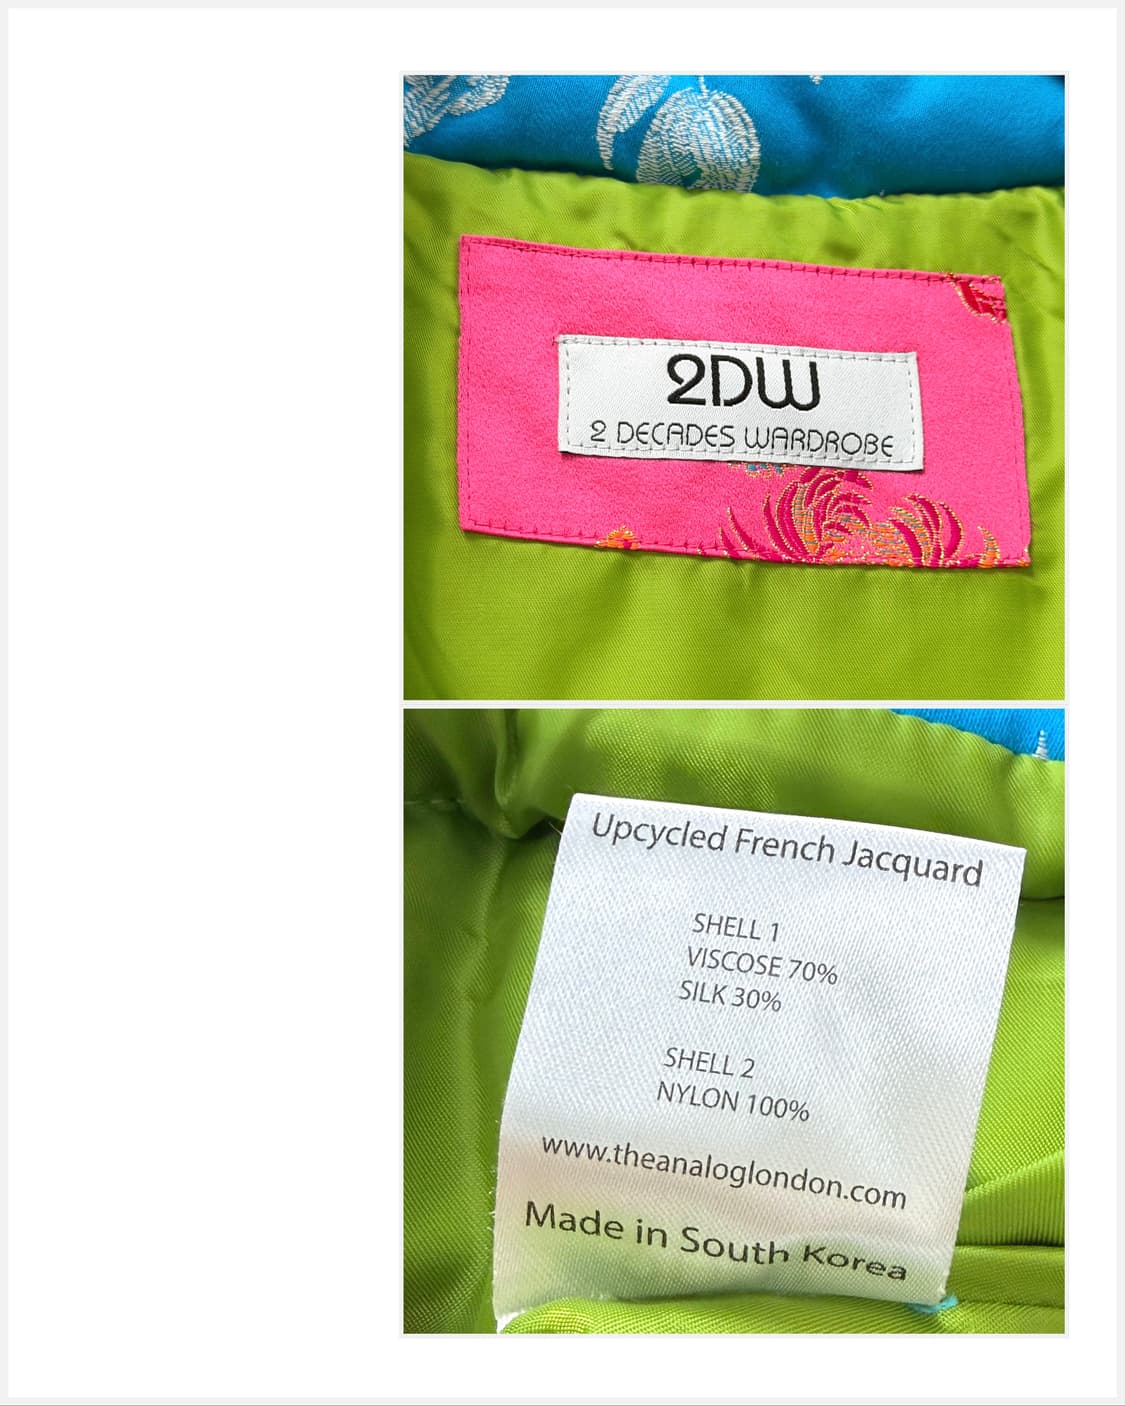 2DW
2 DECADES WARDROBE
Upcycled French Jacquard
SHELL 1
VISCOSE 70%
SILK 30%
SHELL 2
NYLON 100%
www.theanaloglondon.com
Made in South Korea